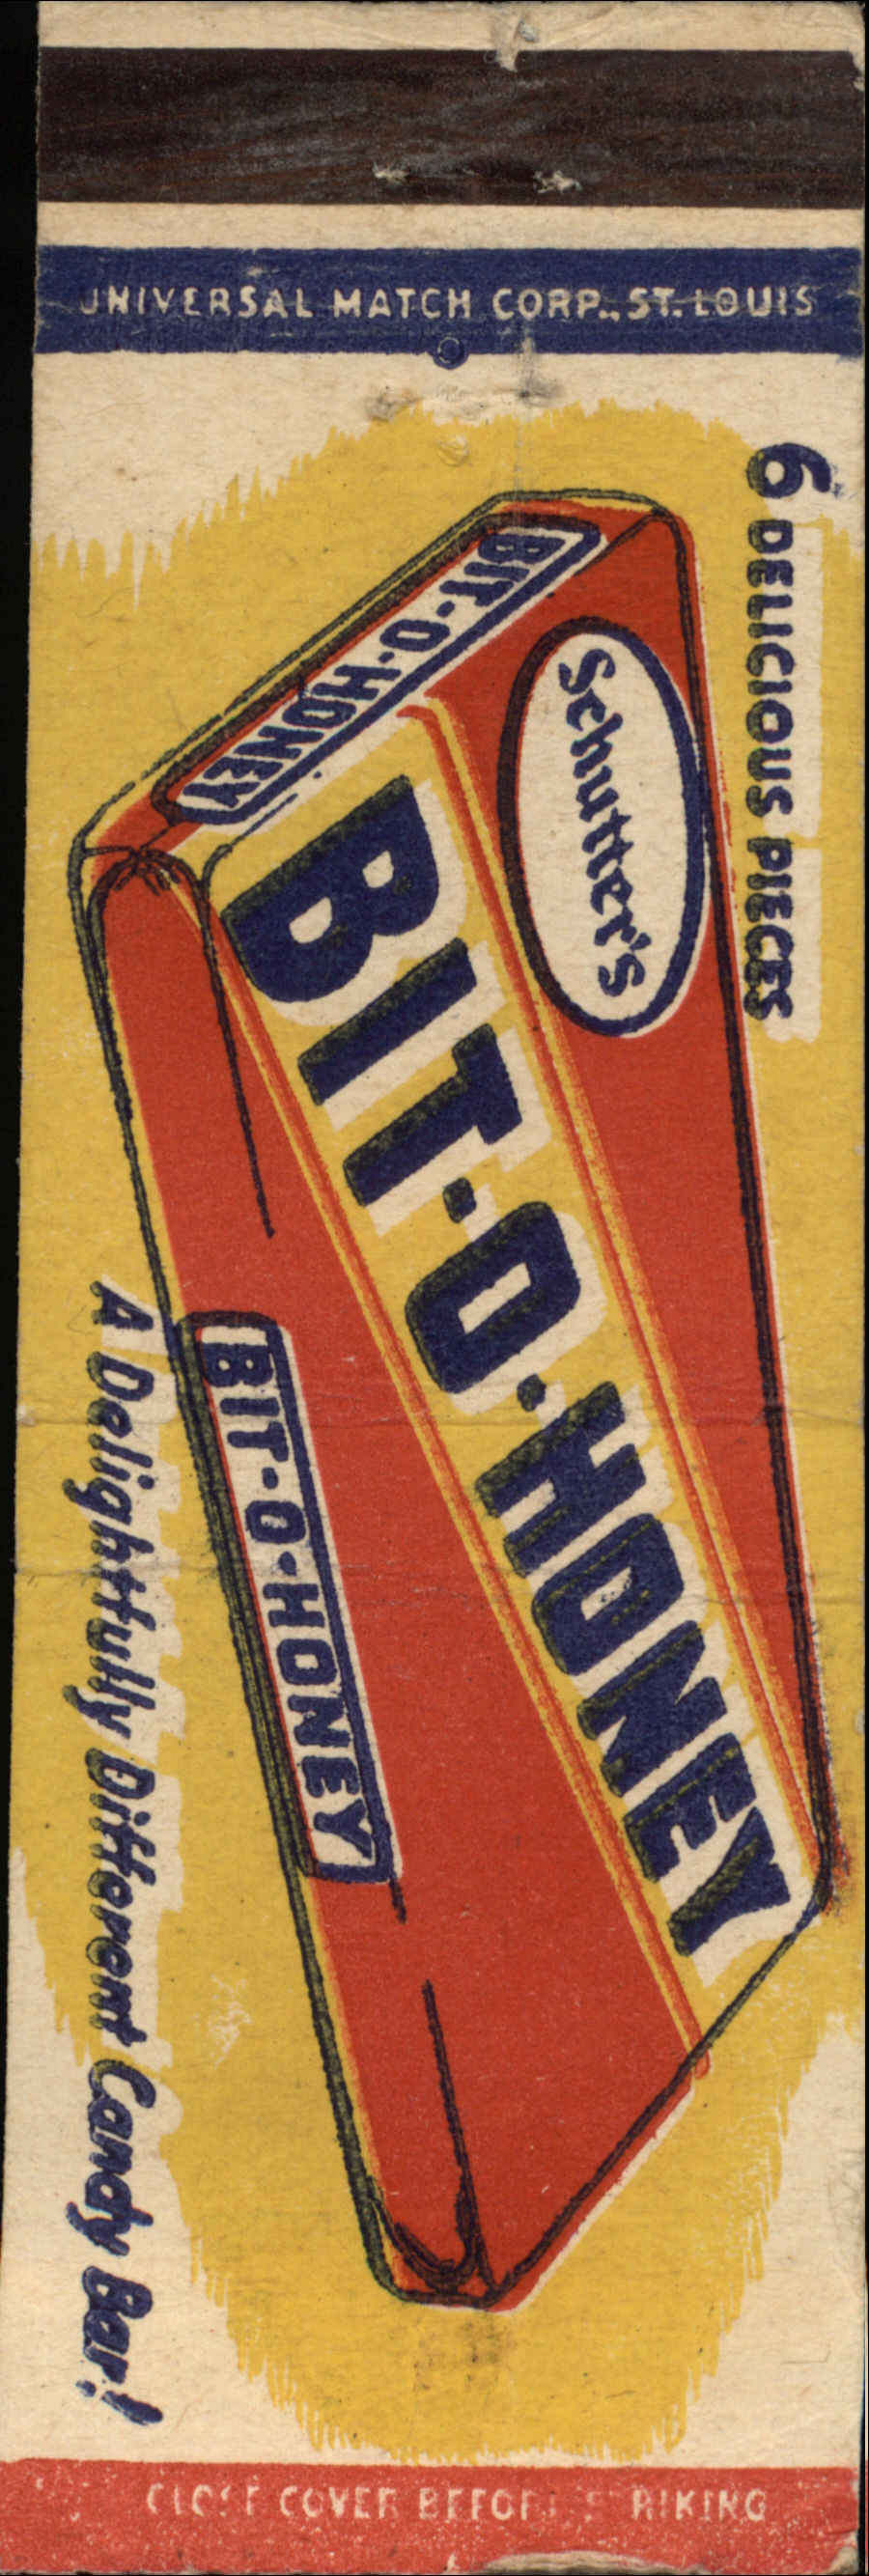 UNIVERSAL MATCH CORP., ST. LOUIS
6 DELICIOUS PIECES
Schutter's
BIT-O-HONEY
BIT-O-HONEY
BIT-O-HONEY
A Delightfully Different Candy Bar!
CLOSE COVER BEFORE STRIKING